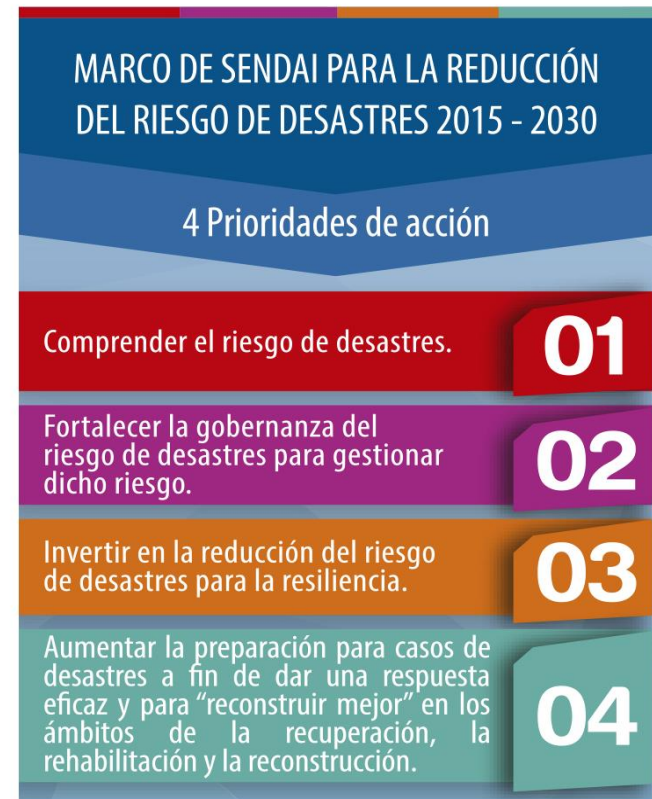 MARCO DE SENDAI PARA LA REDUCCIÓN
DEL RIESGO DE DESASTRES 2015 - 2030
4 Prioridades de acción
Comprender el riesgo de desastres.
01
Fortalecer la gobernanza del
riesgo de desastres para gestionar
dicho riesgo.
02
Invertir en la reducción del riesgo
de desastres para la resiliencia.
03
Aumentar la preparación para casos de
desastres a fin de dar una respuesta
eficaz y para “reconstruir mejor” en los
ámbitos de la recuperación, la
rehabilitación y la reconstrucción.
04